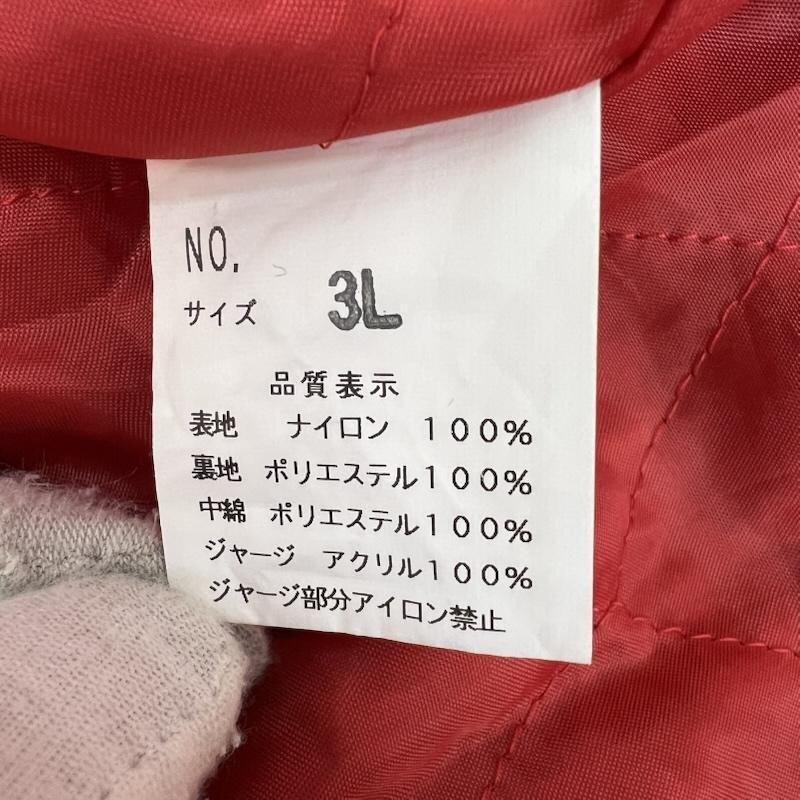 NO.
サイズ 3L
品質表示
表地 ナイロン 100%
裏地 ポリエステル100%
中綿 ポリエステル100%
ジャージ アクリル100%
ジャージ部分アイロン禁止